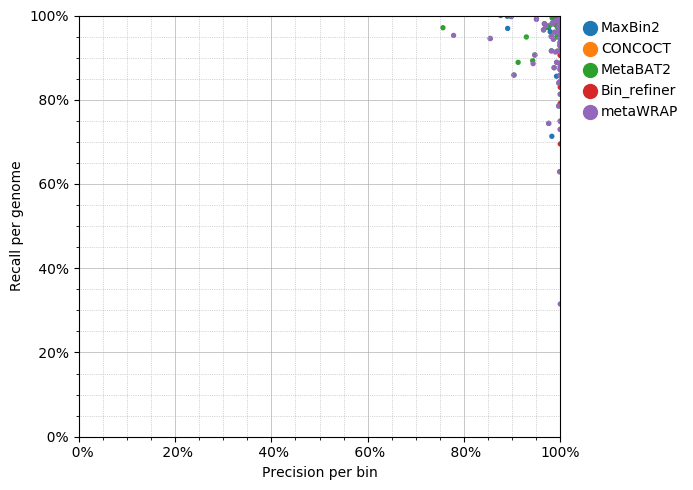 100%
80%
60%
40%
20%
0%
Recall per genome
0%
20%
40%
60%
80%
100%
Precision per bin
MaxBin2
CONCOCT
MetaBAT2
Bin_refiner
metaWRAP